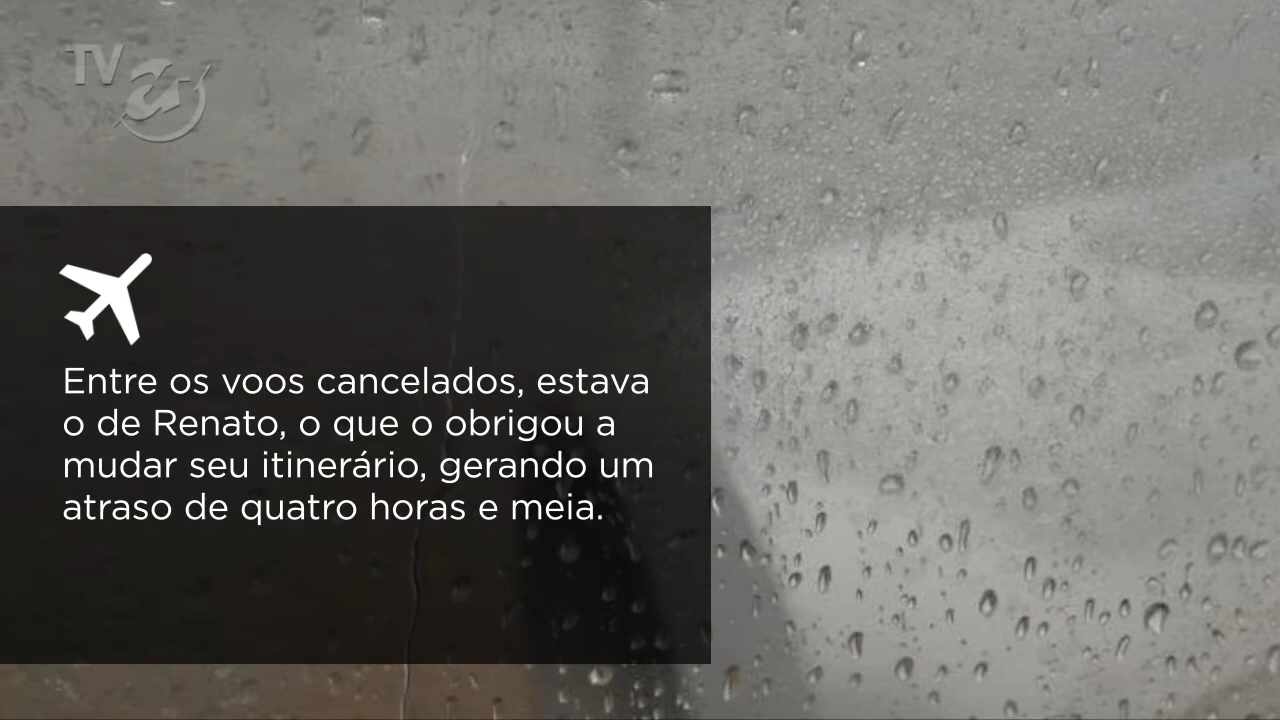 TV
Entre os voos cancelados, estava
o de Renato, o que o obrigou a
mudar seu itinerário, gerando um
atraso de quatro horas e meia.